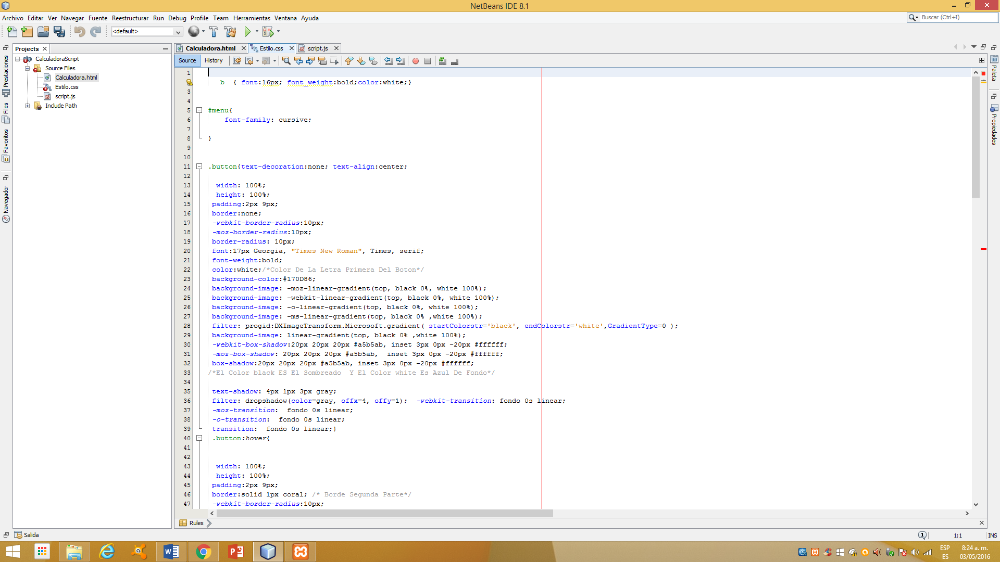 NetBeans IDE 8.1
Archivo Editar Ver Navegar Fuente Reestructurar Run Debug Profile Team Herramientas Ventana Ayuda
Buscar (Ctrl+I)
<default>
Projects
Calculadora.html Estilo.css script.js
Source History
CalculadoraScript
Source Files
Calculadora.html
Estilo.css
script.js
Include Path
Prestaciones
Files
Favoritos
Navegador
Paleta
Propiedades
1
b { font:16px; font_weight:bold;color:white;}
3
4
5 #menu{
6 font-family: cursive;
7
8 }
9
10
11 .button{text-decoration:none; text-align:center;
12
13 width: 100%;
14 height: 100%;
15 padding:2px 9px;
16 border:none;
17 -webkit-border-radius:10px;
18 -moz-border-radius:10px;
19 border-radius: 10px;
20 font:17px Georgia, "Times New Roman", Times, serif;
21 font-weight:bold;
22 color:white;/*Color De La Letra Primera Del Boton*/
23 background-color:#170D86;
24 background-image: -moz-linear-gradient(top, black 0%, white 100%);
25 background-image: -webkit-linear-gradient(top, black 0%, white 100%);
26 background-image: -o-linear-gradient(top, black 0%, white 100%);
27 background-image: -ms-linear-gradient(top, black 0% ,white 100%);
28 filter: progid:DXImageTransform.Microsoft.gradient( startColorstr='black', endColorstr='white',GradientType=0 );
29 background-image: linear-gradient(top, black 0% ,white 100%);
30 -webkit-box-shadow:20px 20px 20px #a5b5ab, inset 3px 0px -20px #ffffff;
31 -moz-box-shadow: 20px 20px 20px #a5b5ab,  inset 3px 0px -20px #ffffff;
32 box-shadow:20px 20px 20px #a5b5ab, inset 3px 0px -20px #ffffff;
33 /*El Color black ES El Sombreado  Y El Color white Es Azul De Fondo*/
34
35 text-shadow: 4px 1px 3px gray;
36 filter: dropshadow(color=gray, offx=4, offy=1);  -webkit-transition: fondo 0s linear;
37 -moz-transition:  fondo 0s linear;
38 -o-transition:  fondo 0s linear;
39 transition:  fondo 0s linear;}
40 .button:hover{
41
42
43 width: 100%;
44 height: 100%;
45 padding:2px 9px;
46 border:solid 1px coral; /* Borde Segunda Parte*/
47 -webkit-border-radius:10px;
Rules
Salida
1 1:1 INS
ESP
ES
8:24 a. m.
03/05/2016